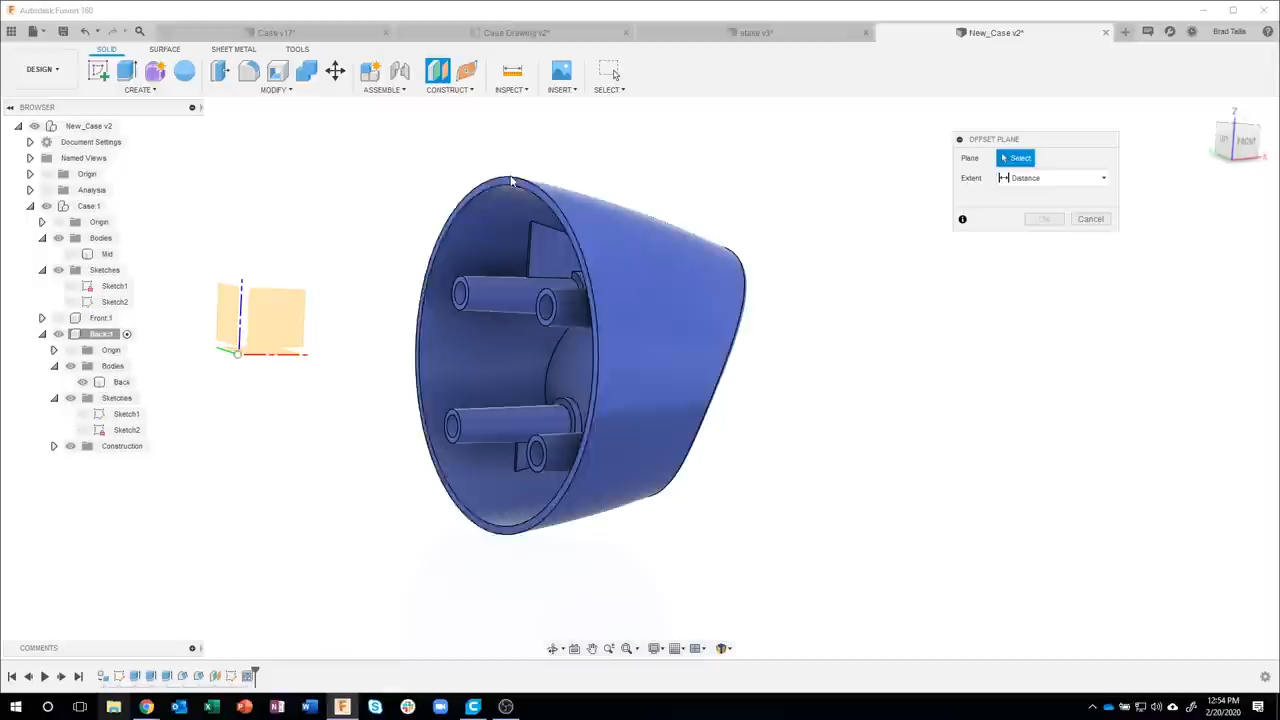 Autodesk Fusion 360
Case v17*
Case Drawing v2*
stake v3*
New_Case v2*
Brad Tallis
DESIGN
SOLID
SURFACE
SHEET METAL
TOOLS
CREATE
MODIFY
ASSEMBLE
CONSTRUCT
INSPECT
INSERT
SELECT
BROWSER
New_Case v2
Document Settings
Named Views
Origin
Analysis
Case:1
Origin
Bodies
Mid
Sketches
Sketch1
Sketch2
Front:1
Back:1
Origin
Bodies
Back
Sketches
Sketch1
Sketch2
Construction
OFFSET PLANE
Plane
Select
Extent
Distance
OK
Cancel
Z
FRONT
X
COMMENTS
12:54 PM
2/20/2020